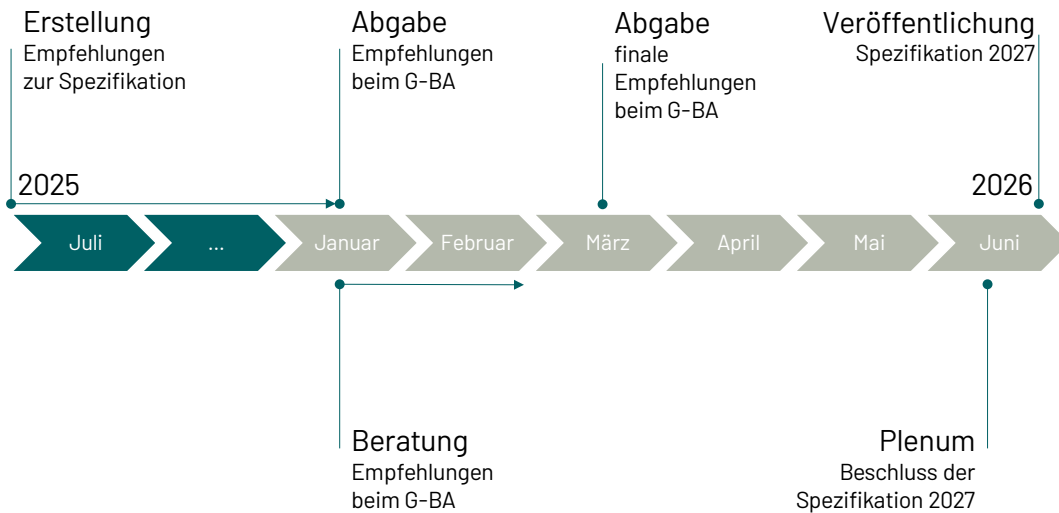 Erstellung
Empfehlungen
zur Spezifikation
Abgabe
Empfehlungen
beim G-BA
Abgabe
finale
Empfehlungen
beim G-BA
Veröffentlichung
Spezifikation 2027
2025
2026
Juli
...
Januar
Februar
März
April
Mai
Juni
Beratung
Empfehlungen
beim G-BA
Plenum
Beschluss der
Spezifikation 2027